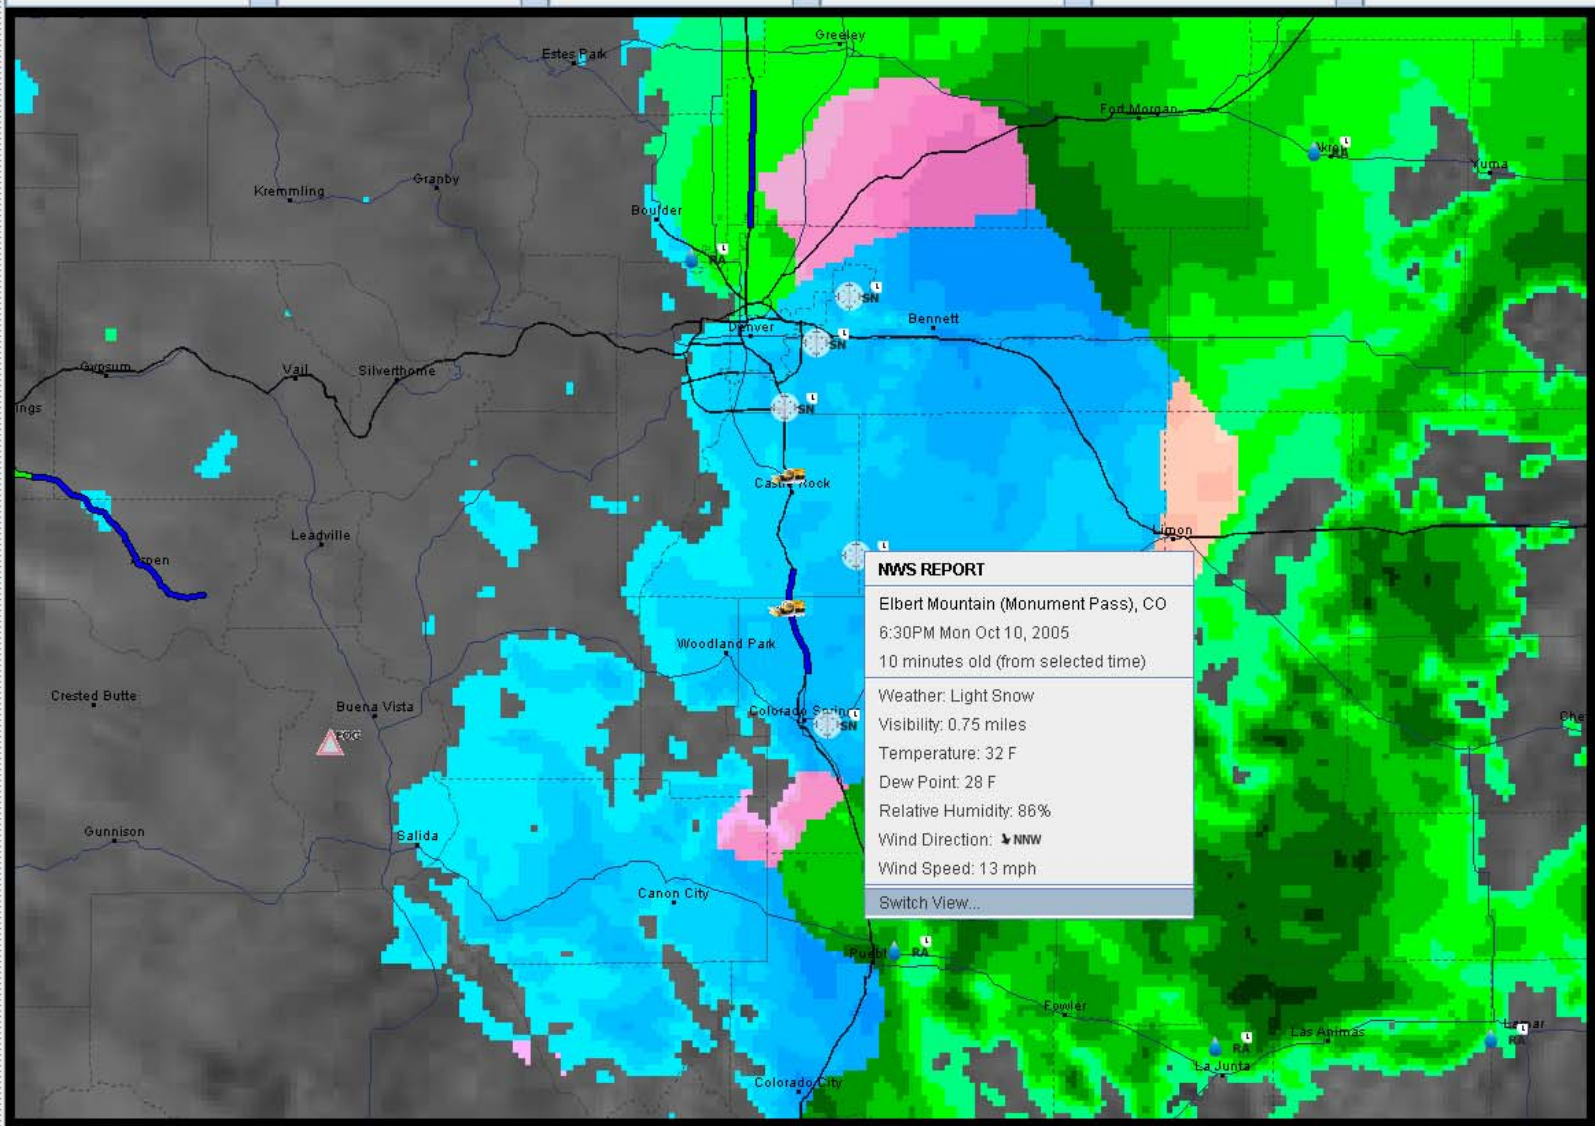 Greeley
Estes Park
Fort Morgan
Yuma
Granby
Kremmling
Boulder
RA
SN
Bennett
Denver
SN
Gypsum
Vail
Silverthorne
ings
SN
Castle Rock
Limon
Leadville
NWS REPORT
Elbert Mountain (Monument Pass), CO
6:30PM Mon Oct 10, 2005
10 minutes old (from selected time)
Weather: Light Snow
Visibility: 0.75 miles
Temperature: 32 F
Dew Point: 28 F
Relative Humidity: 86%
Wind Direction: NNW
Wind Speed: 13 mph
Switch View...
Woodland Park
Crested Butte
Buena Vista
Colorado Springs
SN
FOG
Gunnison
Salida
Canon City
RA
Fowler
Las Animas
RA
La Junta
RA
Colorado City